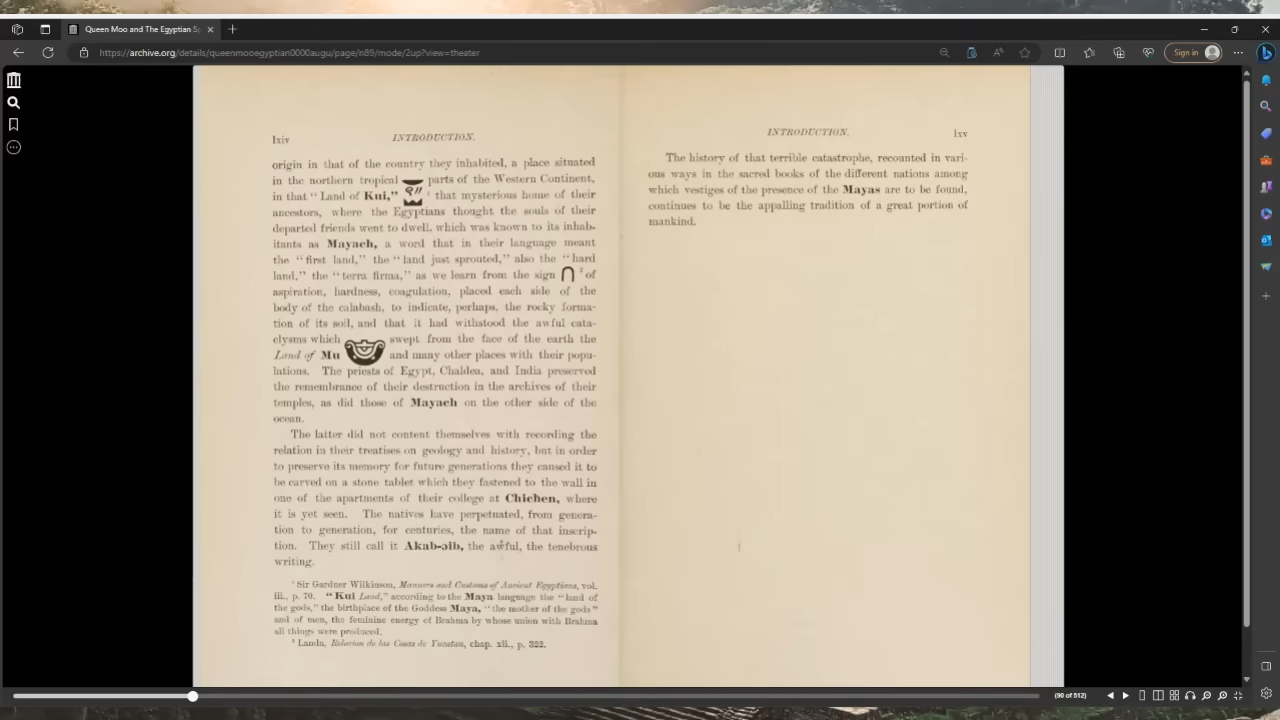 Queen Moo and The Egyptian S
https://archive.org/details/queenmooegyptian0000augu/page/n89/mode/2up?view=theater
Sign in
lxiv
INTRODUCTION.
origin in that of the country they inhabited, a place situated
in the northern tropical parts of the Western Continent,
in that “Land of Kui,” ¹ that mysterious home of their
ancestors, where the Egyptians thought the souls of their
departed friends went to dwell, which was known to its inhab-
itants as Mayach, a word that in their language meant
the “first land,” the “land just sprouted,” also the “hard
land,” the “terra firma,” as we learn from the sign ² of
aspiration, hardness, coagulation, placed each side of the
body of the calabash, to indicate, perhaps, the rocky forma-
tion of its soil, and that it had withstood the awful cata-
clysms which swept from the face of the earth the
Land of Mu and many other places with their popu-
lations. The priests of Egypt, Chaldea, and India preserved
the remembrance of their destruction in the archives of their
temples, as did those of Mayach on the other side of the
ocean.
The latter did not content themselves with recording the
relation in their treatises on geology and history, but in order
to preserve its memory for future generations they caused it to
be carved on a stone tablet which they fastened to the wall in
one of the apartments of their college at Chicħen, where
it is yet seen. The natives have perpetuated, from genera-
tion to generation, for centuries, the name of that inscrip-
tion. They still call it Akab-ɔib, the awful, the tenebrous
writing.
¹ Sir Gardner Wilkinson, Manners and Customs of Ancient Egyptians, vol.
iii., p. 70. “Kui Land,” according to the Maya language the “land of
the gods,” the birthplace of the Goddess Maya, “the mother of the gods”
and of men, the feminine energy of Brahma by whose union with Brahma
all things were produced.
² Landa, Relacion de las Cosas de Yucatan, chap. xli., p. 322.
INTRODUCTION.
lxv
The history of that terrible catastrophe, recounted in vari-
ous ways in the sacred books of the different nations among
which vestiges of the presence of the Mayas are to be found,
continues to be the appalling tradition of a great portion of
mankind.
(90 of 512)